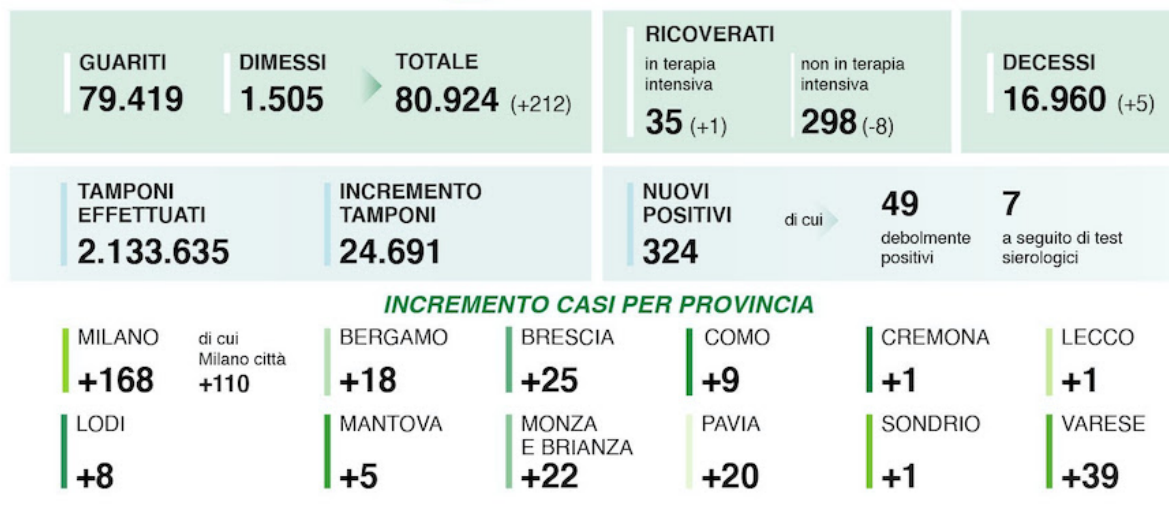 GUARITI
79.419
DIMESSI
1.505
TOTALE
80.924 (+212)
RICOVERATI
in terapia
intensiva
35 (+1)
non in terapia
intensiva
298 (-8)
DECESSI
16.960 (+5)
TAMPONI
EFFETTUATI
2.133.635
INCREMENTO
TAMPONI
24.691
NUOVI
POSITIVI
324
di cui
49
debolmente
positivi
7
a seguito di test
sierologici
INCREMENTO CASI PER PROVINCIA
MILANO
+168
di cui
Milano città
+110
BERGAMO
+18
BRESCIA
+25
COMO
+9
CREMONA
+1
LECCO
+1
LODI
+8
MANTOVA
+5
MONZA
E BRIANZA
+22
PAVIA
+20
SONDRIO
+1
VARESE
+39